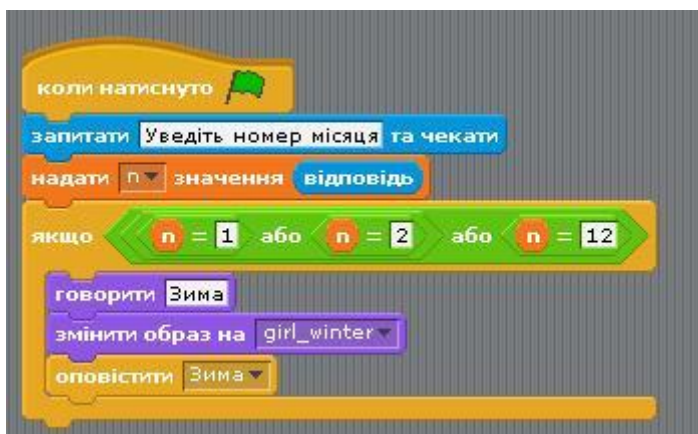 коли натиснуто
запитати Уведіть номер місяця та чекати
надати n значення відповідь
якщо n = 1 або n = 2 або n = 12
говорити Зима
змінити образ на girl_winter
оповістити Зима